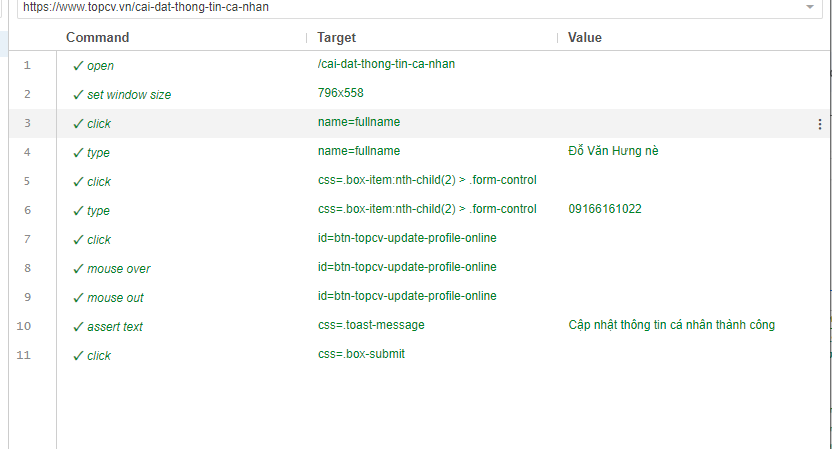 https://www.topcv.vn/cai-dat-thong-tin-ca-nhan
Command Target Value
1 ✓ open /cai-dat-thong-tin-ca-nhan
2 ✓ set window size 796x558
3 ✓ click name=fullname
4 ✓ type name=fullname Đỗ Văn Hưng nè
5 ✓ click css=.box-item:nth-child(2) > .form-control
6 ✓ type css=.box-item:nth-child(2) > .form-control 09166161022
7 ✓ click id=btn-topcv-update-profile-online
8 ✓ mouse over id=btn-topcv-update-profile-online
9 ✓ mouse out id=btn-topcv-update-profile-online
10 ✓ assert text css=.toast-message Cập nhật thông tin cá nhân thành công
11 ✓ click css=.box-submit